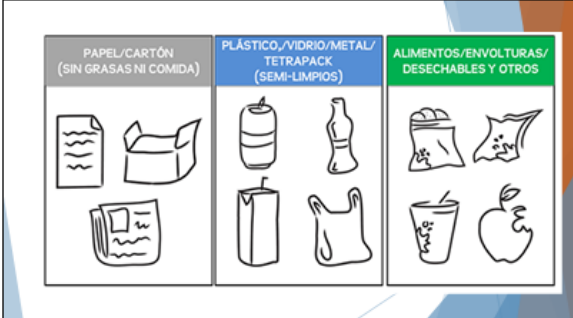 PAPEL/CARTÓN
(SIN GRASAS NI COMIDA)
PLÁSTICO,/VIDRIO/METAL/
TETRAPACK
(SEMI-LIMPIOS)
ALIMENTOS/ENVOLTURAS/
DESECHABLES Y OTROS